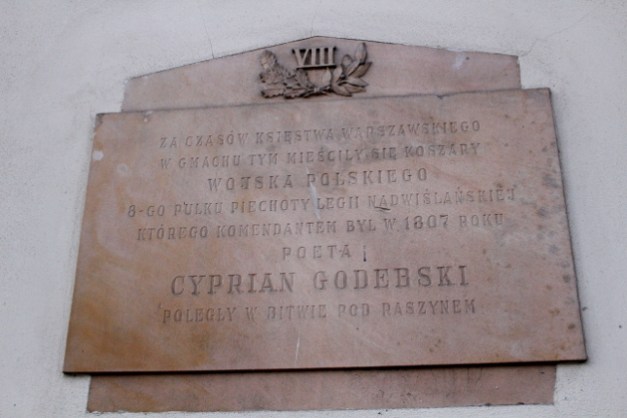 VIII
ZA CZASÓW KSIĘSTWA WARSZAWSKIEGO
W GMACHU TYM MIEŚCIŁY SIĘ KOSZARY
WOJSKA POLSKIEGO
8-GO PUŁKU PIECHOTY LEGII NADWIŚLAŃSKIEJ
KTÓREGO KOMENDANTEM BYŁ W 1807 ROKU
POETA
CYPRIAN GODEBSKI
POLEGŁY W BITWIE POD RASZYNEM